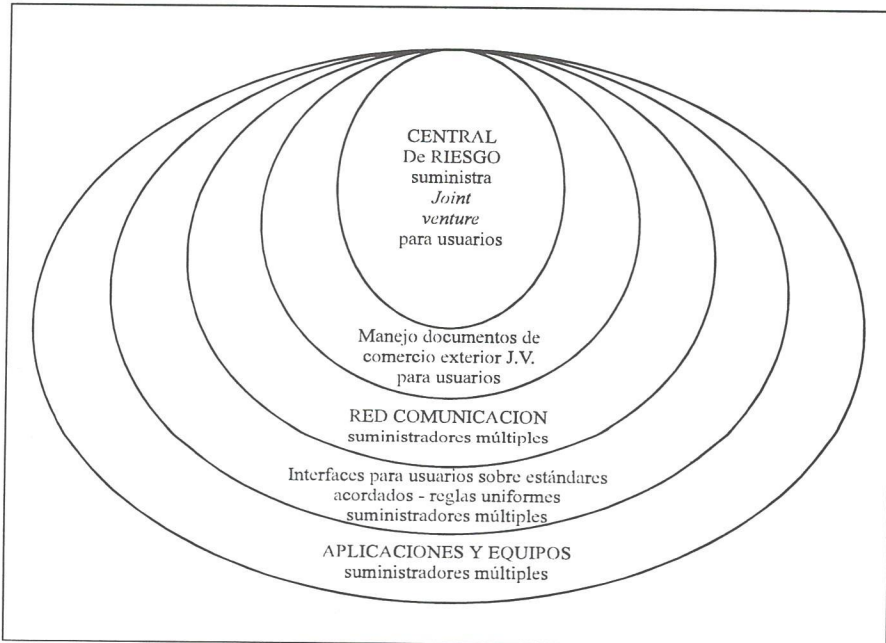 CENTRAL
De RIESGO
suministra
Joint
venture
para usuarios
Manejo documentos de
comercio exterior J.V.
para usuarios
RED COMUNICACION
suministradores múltiples
Interfaces para usuarios sobre estándares
acordados - reglas uniformes
suministradores múltiples
APLICACIONES Y EQUIPOS
suministradores múltiples